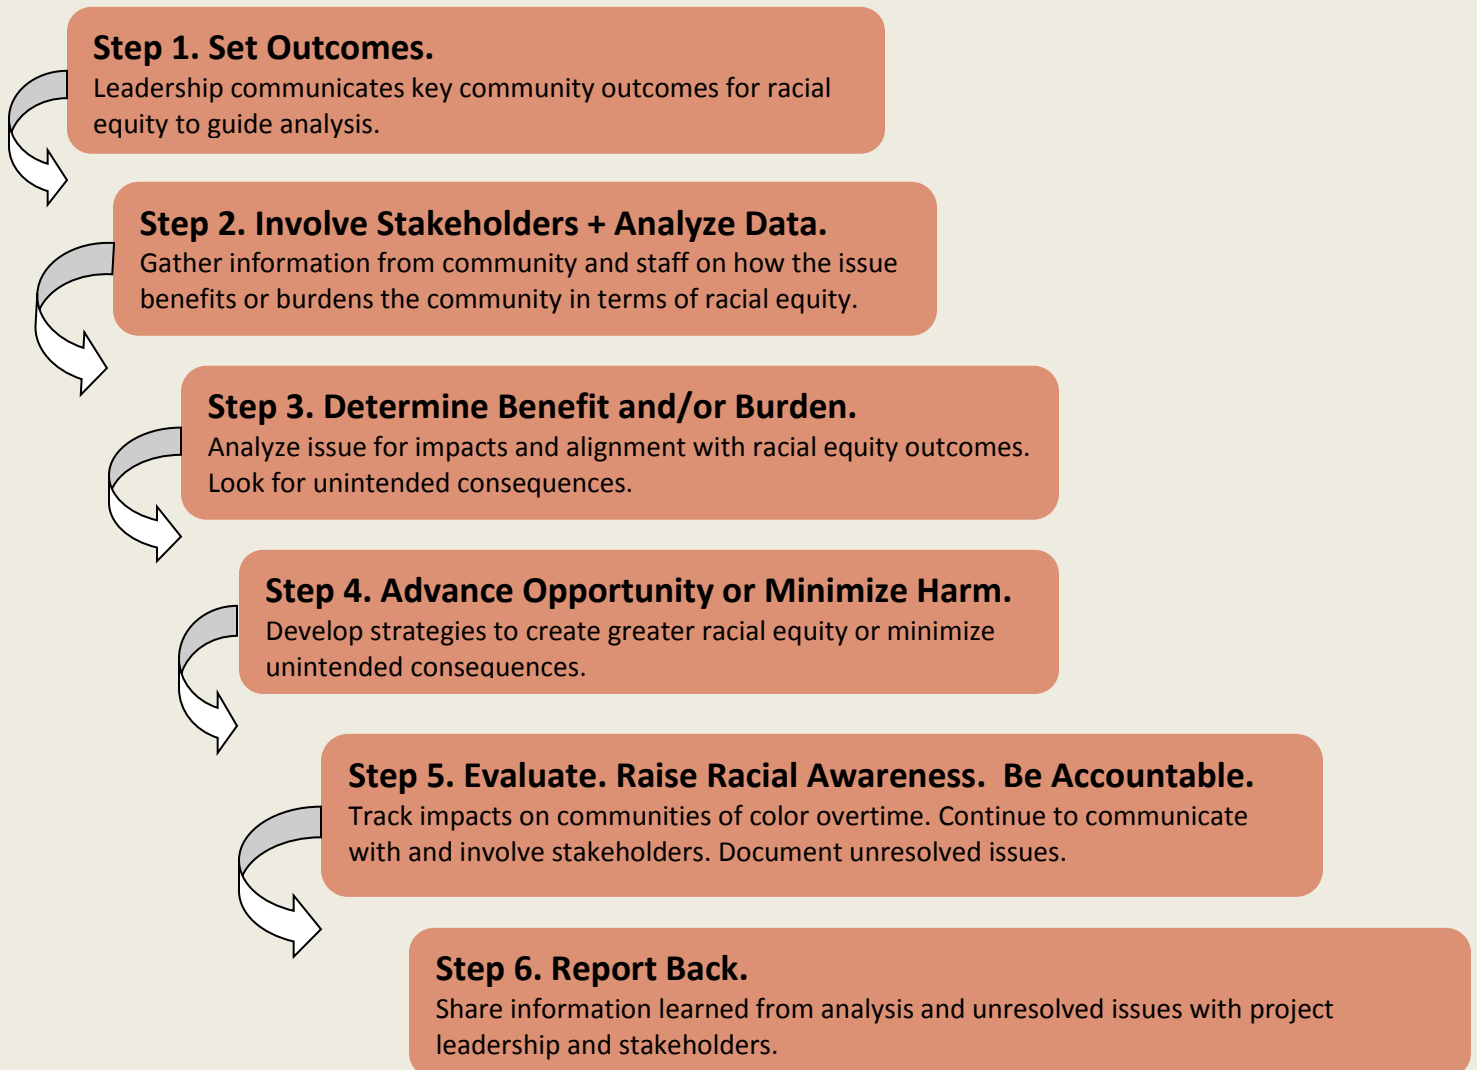 Step 1. Set Outcomes.
Leadership communicates key community outcomes for racial
equity to guide analysis.
Step 2. Involve Stakeholders + Analyze Data.
Gather information from community and staff on how the issue
benefits or burdens the community in terms of racial equity.
Step 3. Determine Benefit and/or Burden.
Analyze issue for impacts and alignment with racial equity outcomes.
Look for unintended consequences.
Step 4. Advance Opportunity or Minimize Harm.
Develop strategies to create greater racial equity or minimize
unintended consequences.
Step 5. Evaluate. Raise Racial Awareness.  Be Accountable.
Track impacts on communities of color overtime. Continue to communicate
with and involve stakeholders. Document unresolved issues.
Step 6. Report Back.
Share information learned from analysis and unresolved issues with project
leadership and stakeholders.